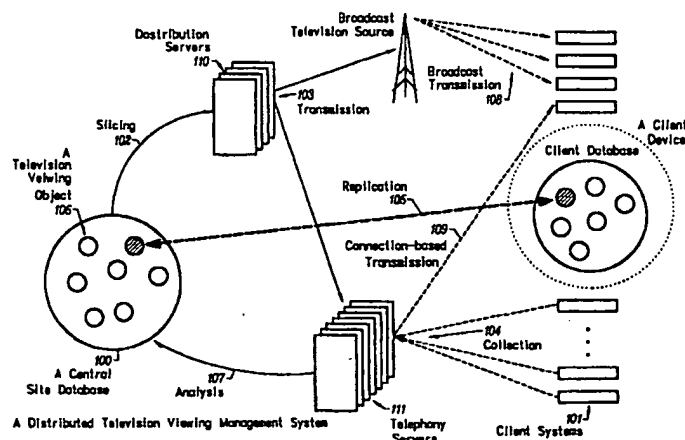 Dostribution
Servers
110
Broadcast
Television Source
103
Transmission
Broadcast
Transmission
108
Slicing
102
A
Television
Veiwing
Object
106
A Client
Device
Client Database
Replication
105
109
Connection-based
Transmission
104
Collection
100
A Central
Site Database
107
Analysis
111
Telephony
Servers
101
Client Systems
A Distributed Television Viewing Management System